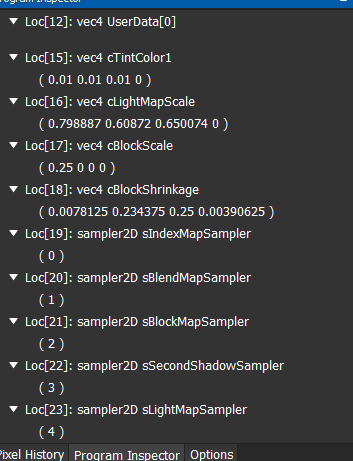 Program Inspector
Loc[12]: vec4 UserData[0]
Loc[15]: vec4 cTintColor1
( 0.01 0.01 0.01 0 )
Loc[16]: vec4 cLightMapScale
( 0.798887 0.60872 0.650074 0 )
Loc[17]: vec4 cBlockScale
( 0.25 0 0 0 )
Loc[18]: vec4 cBlockShrinkage
( 0.0078125 0.234375 0.25 0.00390625 )
Loc[19]: sampler2D sIndexMapSampler
( 0 )
Loc[20]: sampler2D sBlendMapSampler
( 1 )
Loc[21]: sampler2D sBlockMapSampler
( 2 )
Loc[22]: sampler2D sSecondShadowSampler
( 3 )
Loc[23]: sampler2D sLightMapSampler
( 4 )
Pixel History Program Inspector Options